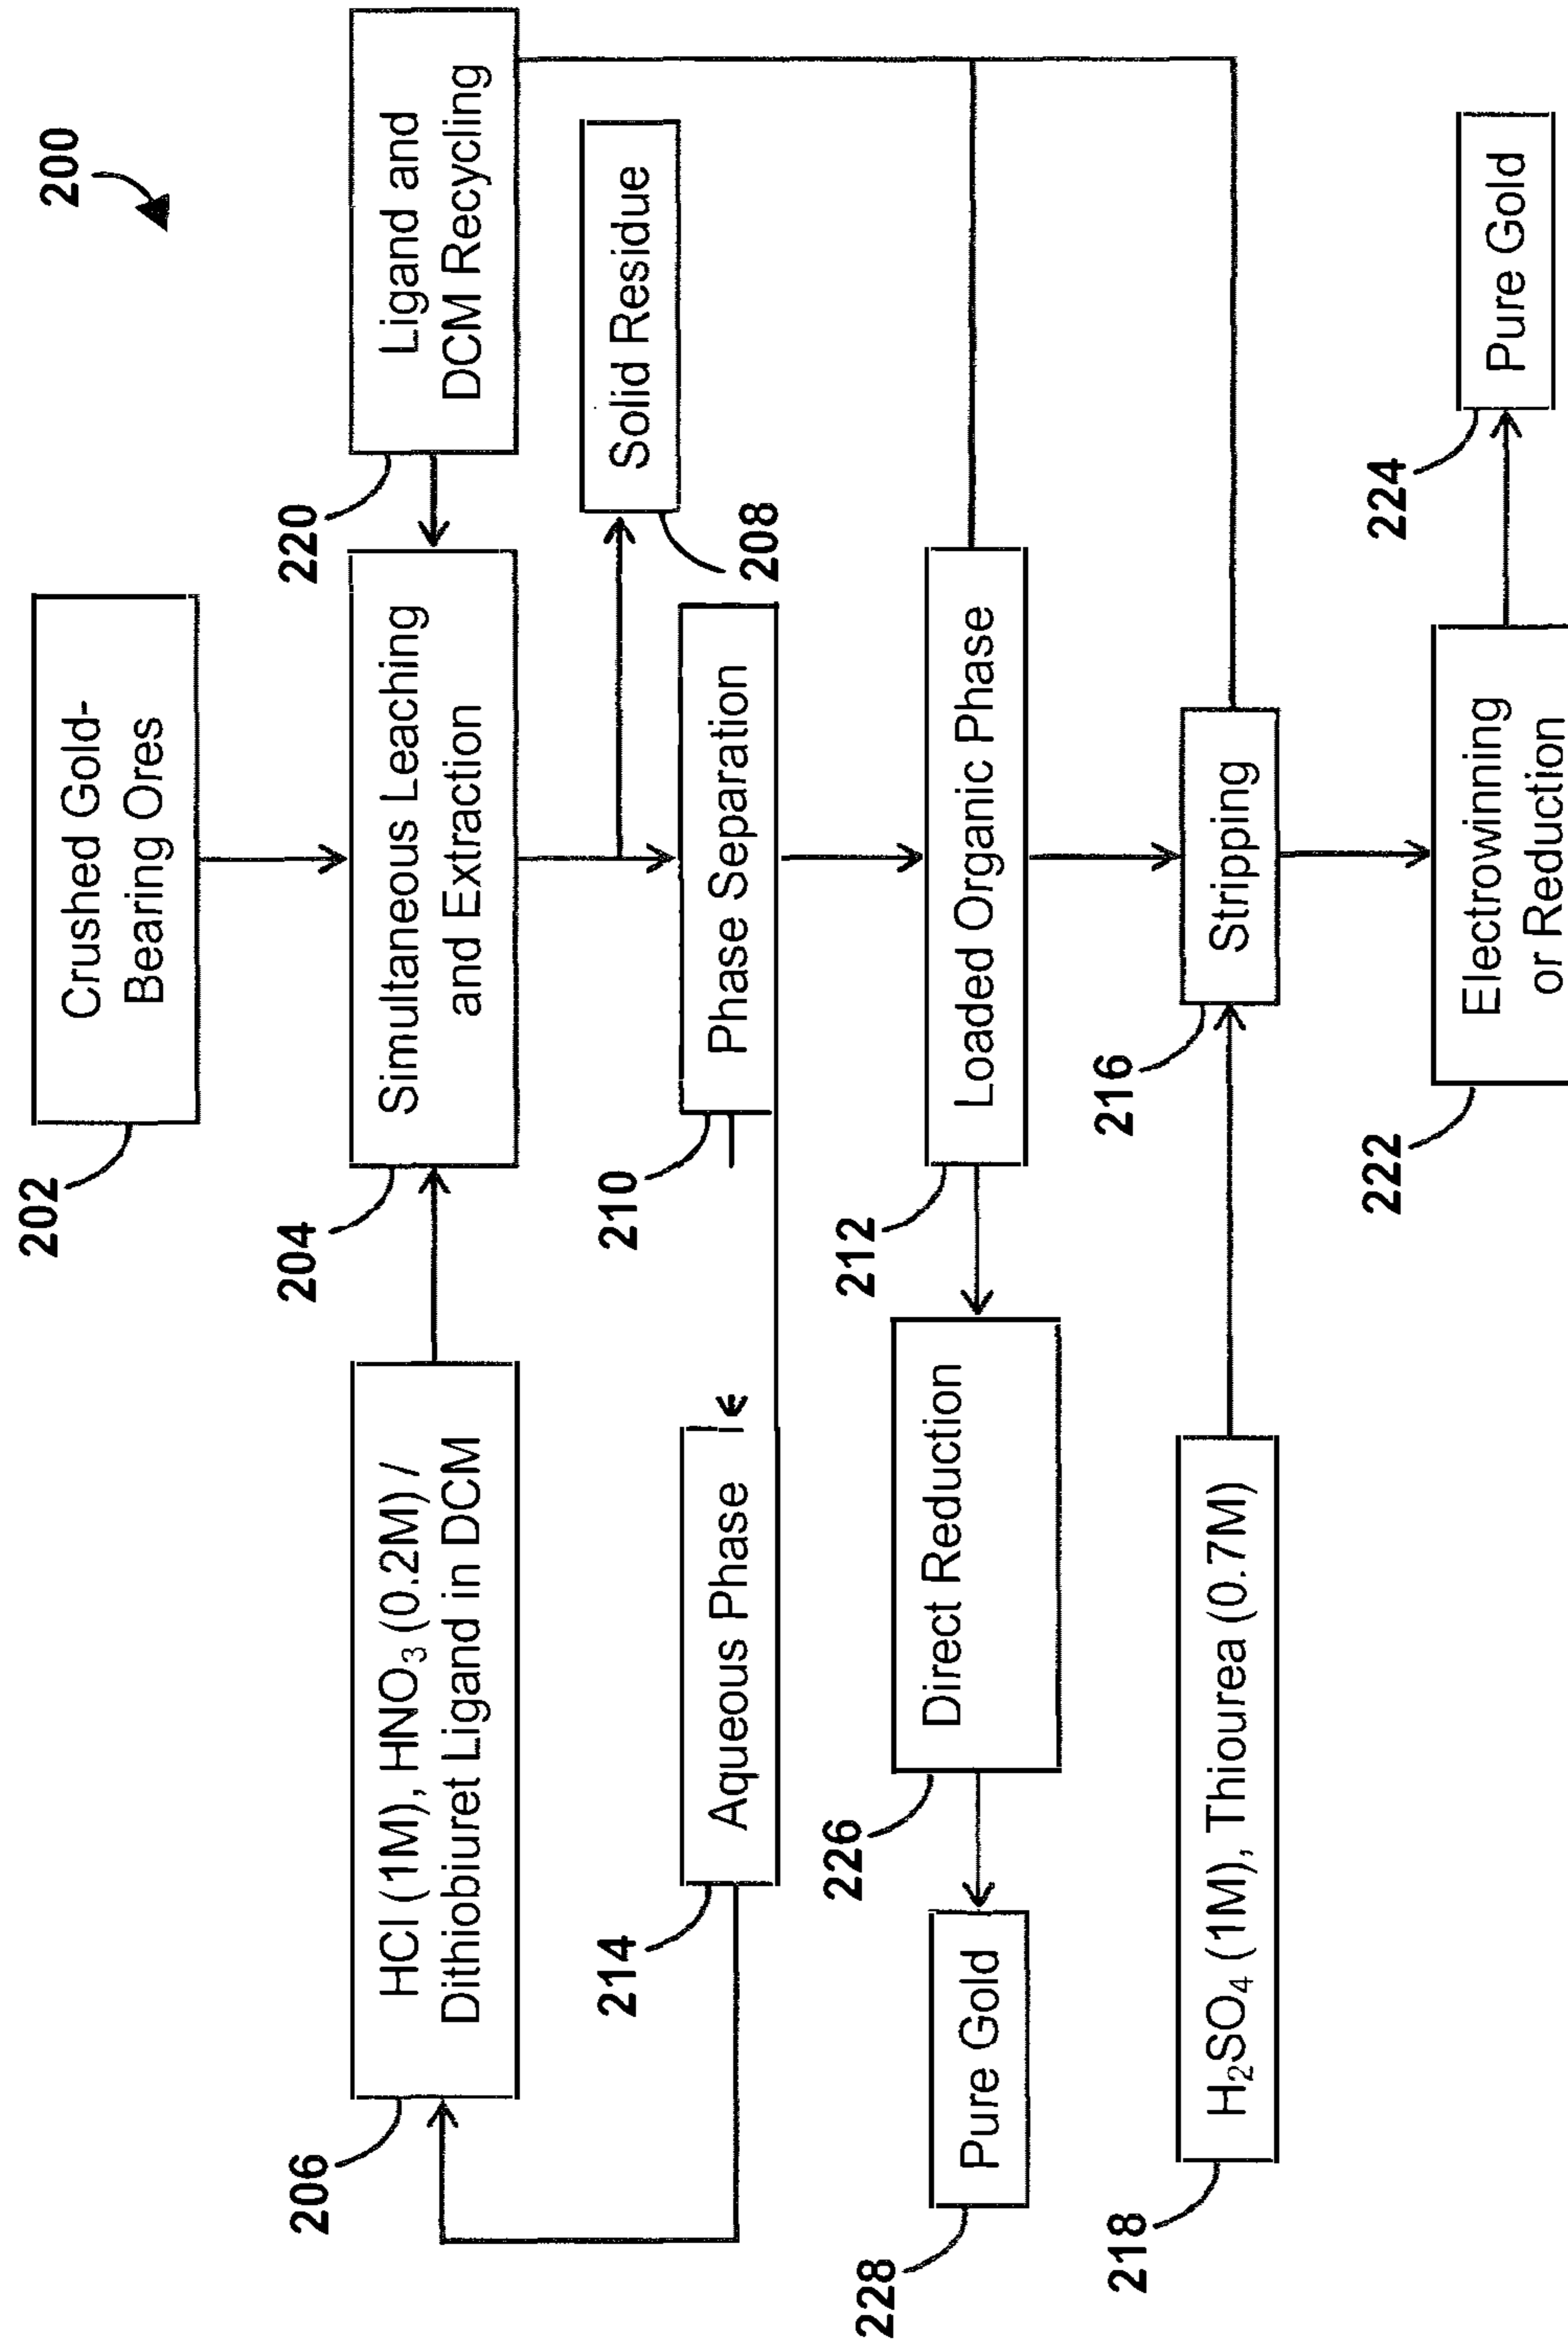 200
202
Crushed Gold-
Bearing Ores
206
HCl (1M), HNO₃ (0.2M) /
Dithiobiuret Ligand in DCM
204
Simultaneous Leaching
and Extraction
220
Ligand and
DCM Recycling
208
Solid Residue
214
Aqueous Phase
210
Phase Separation
228
Pure Gold
226
Direct Reduction
212
Loaded Organic Phase
218
H₂SO₄ (1M), Thiourea (0.7M)
216
Stripping
222
Electrowinning
or Reduction
224
Pure Gold